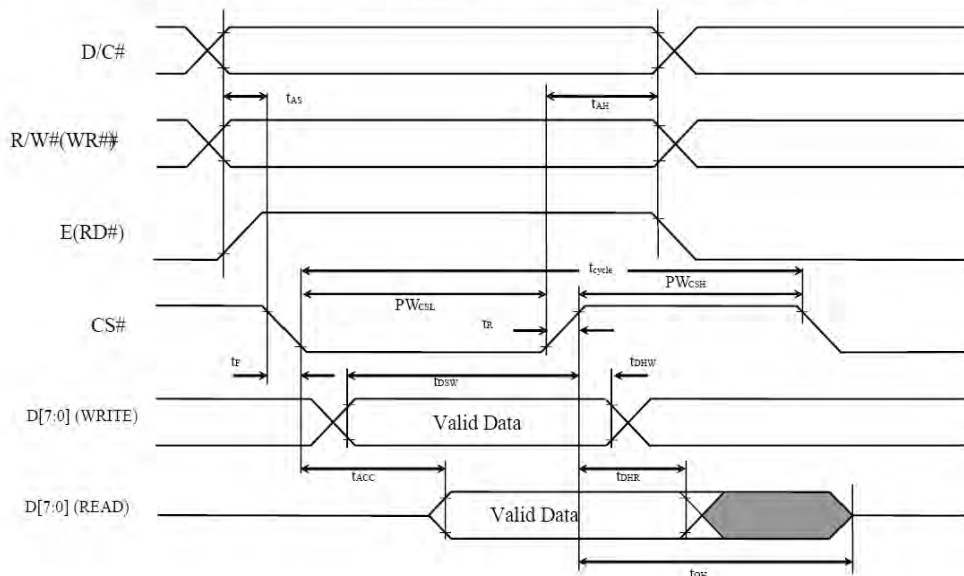 D/C#
tAS
tAH
R/W#(WR##)
E(RD#)
tcycle
PWCSL
PWCSH
CS#
tR
tF
tDSW
tDHW
D[7:0] (WRITE)
Valid Data
tACC
tDHR
D[7:0] (READ)
Valid Data